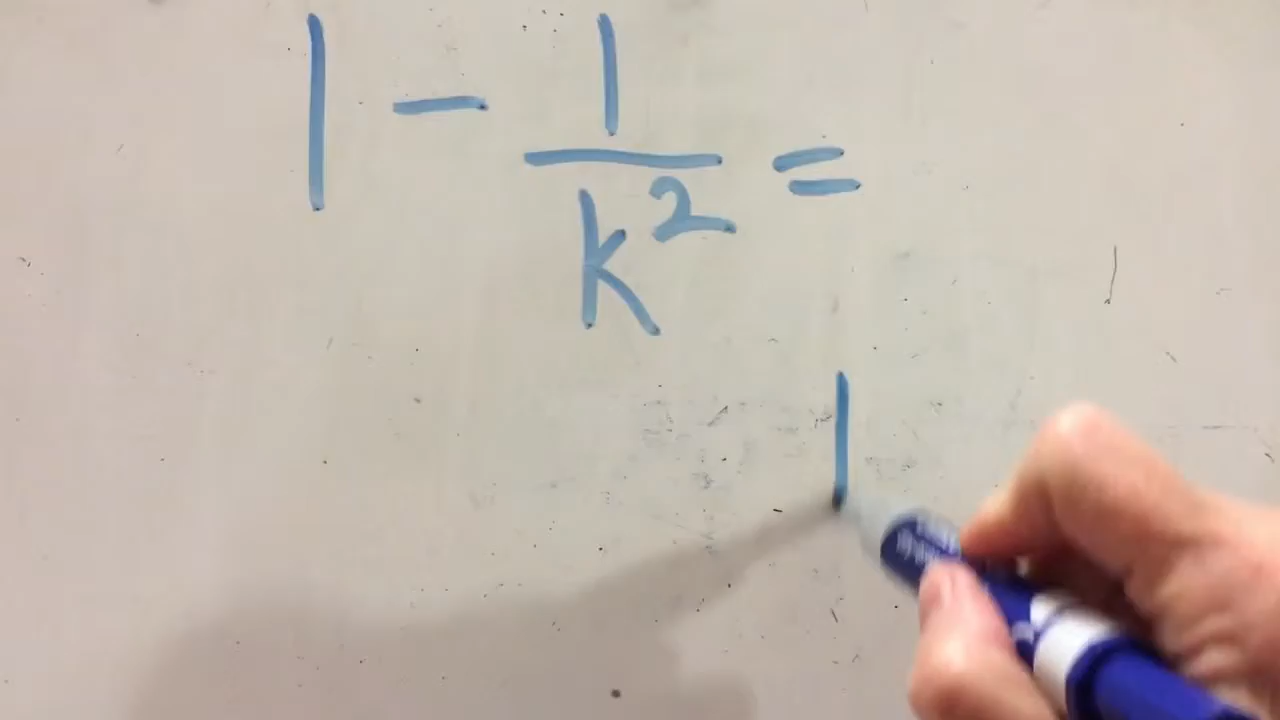 1 - 1/k² =
1